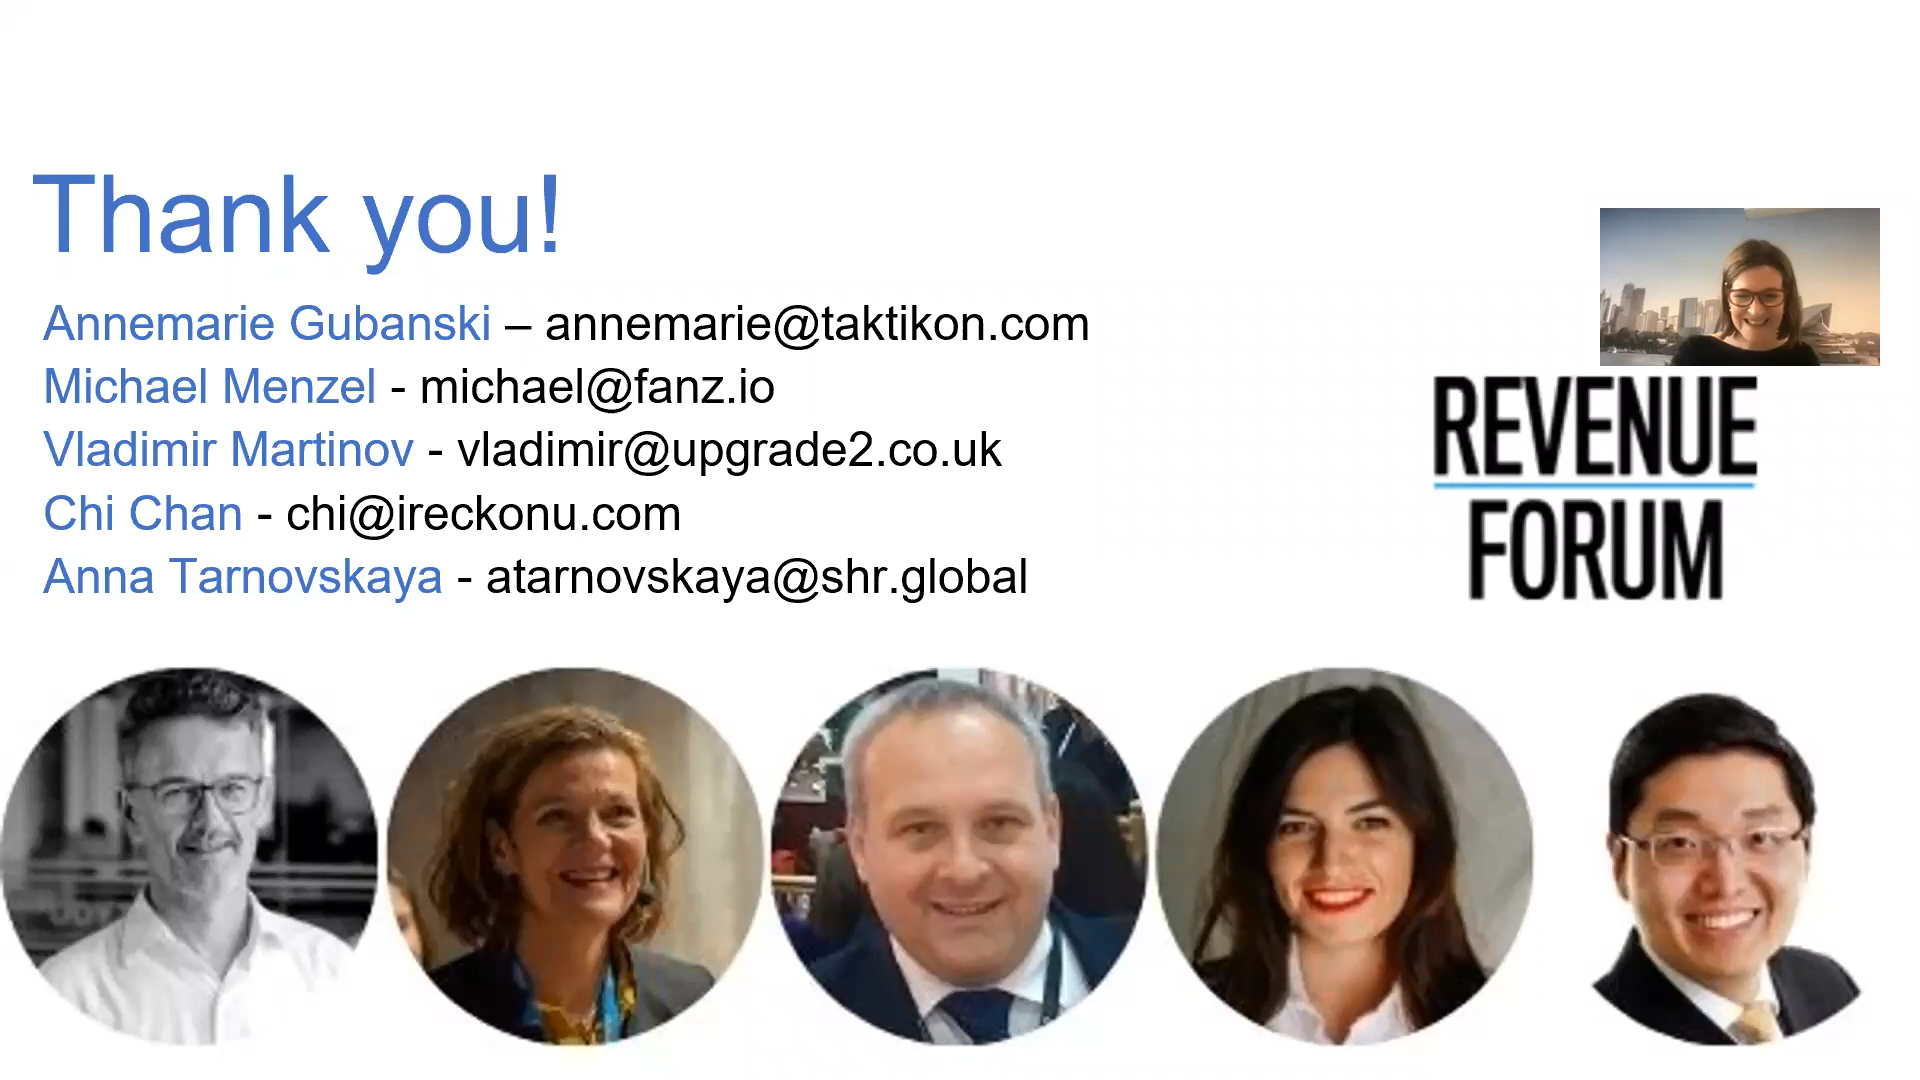 Thank you!
Annemarie Gubanski – annemarie@taktikon.com
Michael Menzel - michael@fanz.io
Vladimir Martinov - vladimir@upgrade2.co.uk
Chi Chan - chi@ireckonu.com
Anna Tarnovskaya - atarnovskaya@shr.global
REVENUE
FORUM